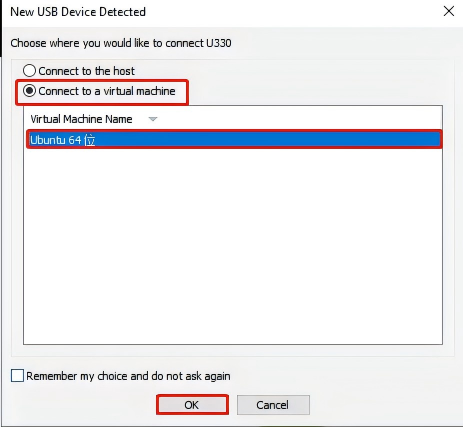 New USB Device Detected
Choose where you would like to connect U330
Connect to the host
Connect to a virtual machine
Virtual Machine Name
Ubuntu 64 位
Remember my choice and do not ask again
OK
Cancel